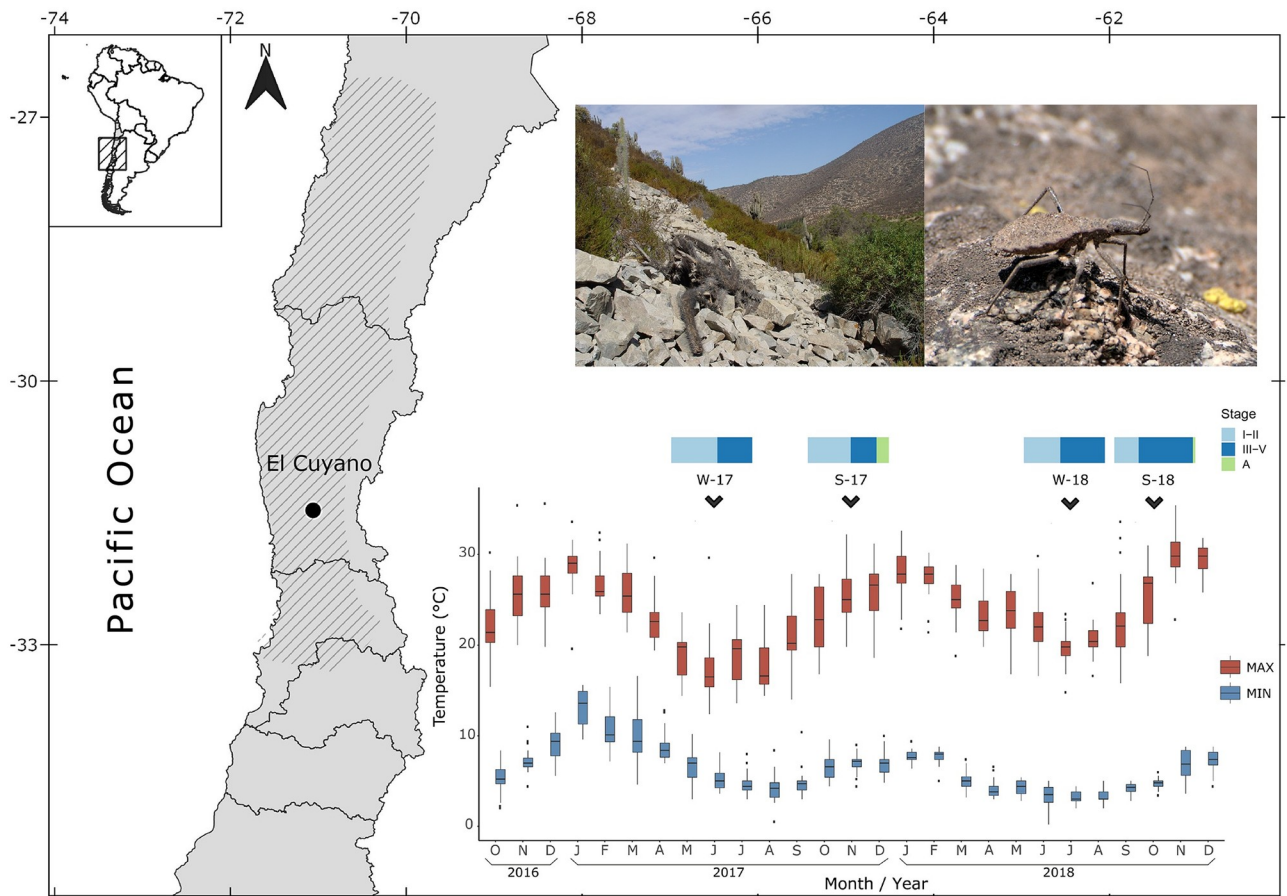 -74
-72
-70
-68
-66
-64
-62
N
-27
-30
-33
Pacific Ocean
El Cuyano
Stage
I–II
III–V
A
W-17
S-17
W-18
S-18
Temperature (°C)
30
20
10
0
MAX
MIN
O N D J F M A M J J A S O N D J F M A M J J A S O N D
2016 2017 2018
Month / Year